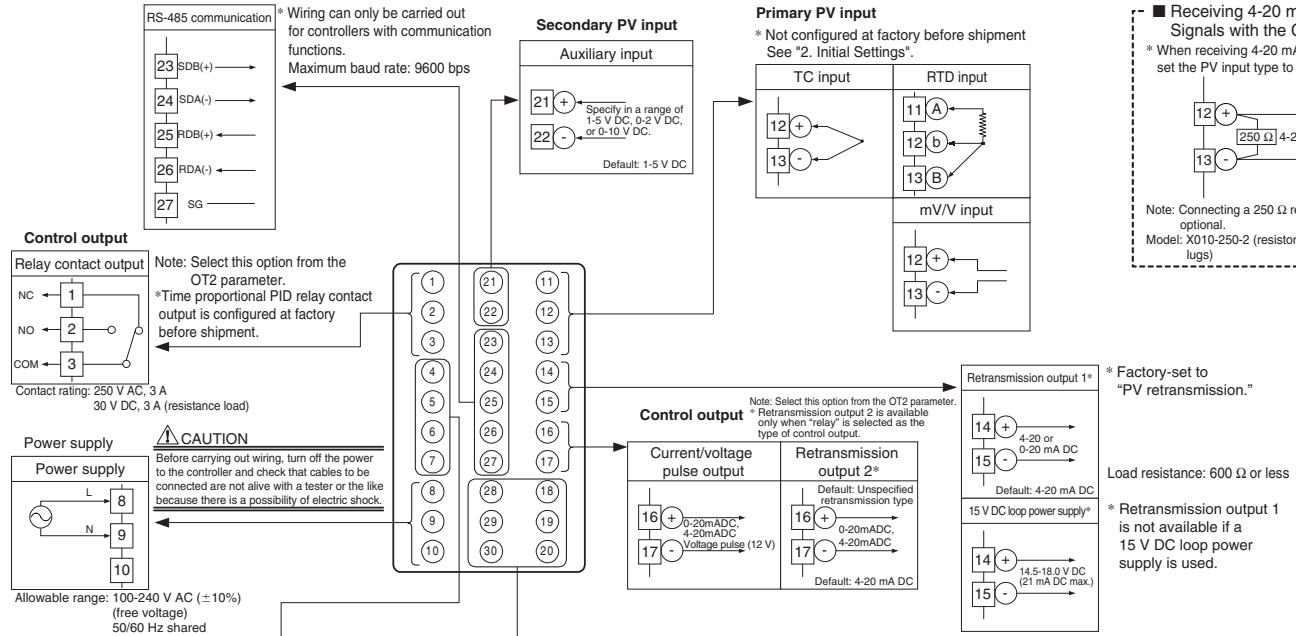 RS-485 communication
23 SDB(+)
24 SDA(-)
25 RDB(+)
26 RDA(-)
27 SG
* Wiring can only be carried out
for controllers with communication
functions.
Maximum baud rate: 9600 bps
Secondary PV input
Auxiliary input
21 +
22 -
Specify in a range of
1-5 V DC, 0-2 V DC,
or 0-10 V DC.
Default: 1-5 V DC
Primary PV input
* Not configured at factory before shipment
See "2. Initial Settings".
TC input
12 +
13 -
RTD input
11 A
12 b
13 B
mV/V input
12 +
13 -
■ Receiving 4-20 m
Signals with the
* When receiving 4-20 mA
set the PV input type to
12 +
250 Ω 4-2
13 -
Note: Connecting a 250 Ω re
optional.
Model: X010-250-2 (resistor
lugs)
Control output
Relay contact output
NC 1
NO 2
COM 3
Contact rating: 250 V AC, 3 A
30 V DC, 3 A (resistance load)
Note: Select this option from the
OT2 parameter.
*Time proportional PID relay contact
output is configured at factory
before shipment.
Power supply
Power supply
L 8
N 9
10
Allowable range: 100-240 V AC (±10%)
(free voltage)
50/60 Hz shared
CAUTION
Before carrying out wiring, turn off the power
to the controller and check that cables to be
connected are not alive with a tester or the like
because there is a possibility of electric shock.
1 21 11
2 22 12
3 23 13
4 24 14
5 25 15
6 26 16
7 27 17
8 28 18
9 29 19
10 30 20
Control output
Note: Select this option from the OT2 parameter.
* Retransmission output 2 is available
only when "relay" is selected as the
type of control output.
Current/voltage
pulse output
16 +
17 -
0-20mADC,
4-20mADC
Voltage pulse (12 V)
Retransmission
output 2*
Default: Unspecified
retransmission type
16 +
17 -
0-20mADC,
4-20mADC
Default: 4-20 mA DC
Retransmission output 1*
14 +
15 -
4-20 or
0-20 mA DC
Default: 4-20 mA DC
15 V DC loop power supply*
14 +
15 -
14.5-18.0 V DC
(21 mA DC max.)
* Factory-set to
“PV retransmission.”
Load resistance: 600 Ω or less
* Retransmission output 1
is not available if a
15 V DC loop power
supply is used.